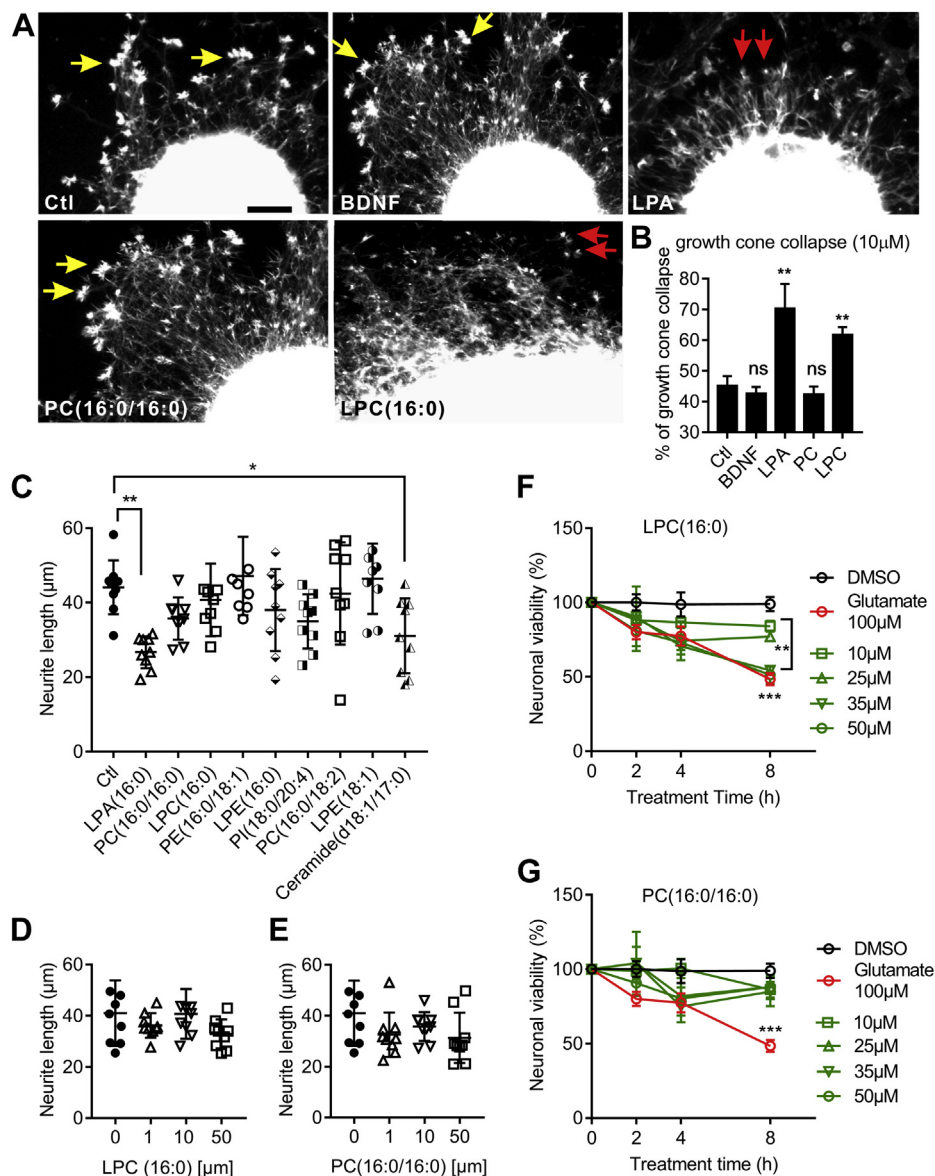 A
Ctl
BDNF
LPA
PC(16:0/16:0)
LPC(16:0)
B
growth cone collapse (10µM)
% of growth cone collapse
80
70
60
50
40
30
**
ns
ns
**
Ctl
BDNF
LPA
PC
LPC
C
*
**
Neurite length (µm)
60
40
20
0
Ctl
LPA(16:0)
PC(16:0/16:0)
LPC(16:0)
PE(16:0/18:1)
LPE(16:0)
PI(18:0/20:4)
PC(16:0/18:2)
LPE(18:1)
Ceramide(d18:1/17:0)
D
Neurite length (µm)
60
40
20
0
0 1 10 50
LPC (16:0) [µm]
E
Neurite length (µm)
60
40
20
0
0 1 10 50
PC(16:0/16:0) [µm]
F
LPC(16:0)
Neuronal viability (%)
150
100
50
0
0 2 4 8
Treatment Time (h)
**
***
DMSO
Glutamate
100µM
10µM
25µM
35µM
50µM
G
PC(16:0/16:0)
Neuronal viability (%)
150
100
50
0
0 2 4 8
Treatment time (h)
***
DMSO
Glutamate
100µM
10µM
25µM
35µM
50µM